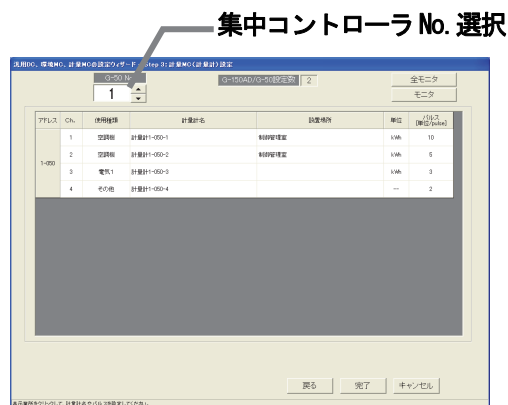 集中コントローラ No. 選択
汎用DC、環境MC、計量MCの設定ウィザード - Step 3: 計量MC(計量計)設定
G-50 N
G-150AD/G-50設定数 2
全モニタ
1
モニタ
アドレス Ch. 使用種類 計量計名 設置場所 単位 パルス
[単位/pulse]
1 空調機 計量計1-050-1 制御管理室 kWh 10
2 空調機 計量計1-050-2 制御管理室 kWh 5
1-050
3 電気1 計量計1-050-3 kWh 3
4 その他 計量計1-050-4 --- 2
戻る 完了 キャンセル